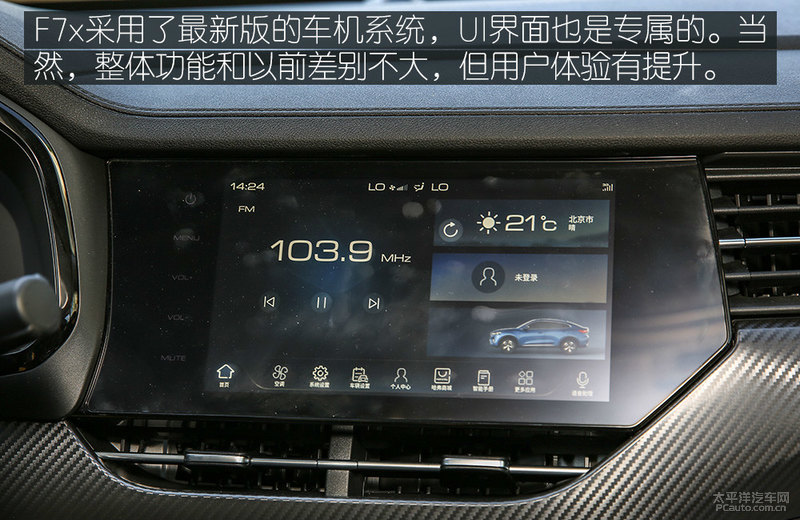 F7x采用了最新版的车机系统，UI界面也是专属的。当
然，整体功能和以前差别不大，但用户体验有提升。
14:24
LO
LO
FM
103.9 MHz
21℃
北京市
晴
未登录
MENU
VOL+
VOL-
MUTE
首页
空调
系统设置
车辆设置
个人中心
哈弗商城
智能手册
更多应用
语音助理
太平洋汽车网
PCauto.com.cn